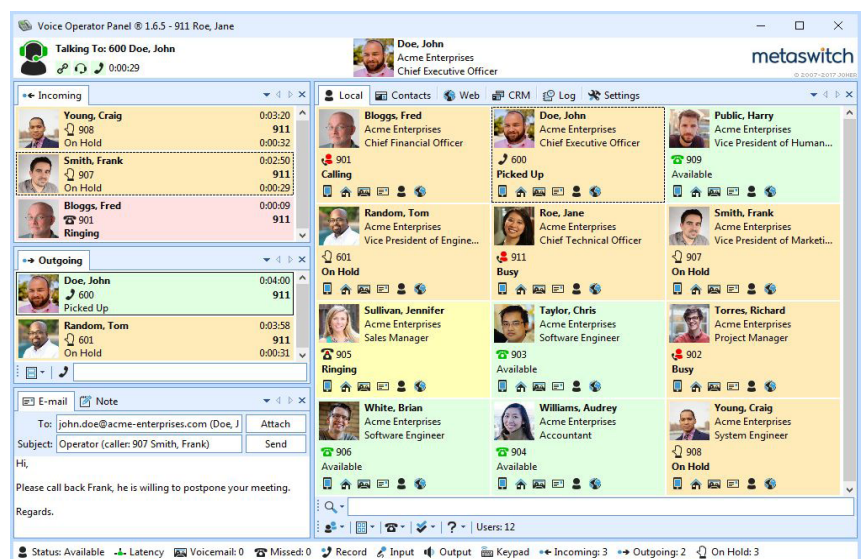 Voice Operator Panel ® 1.6.5 - 911 Roe, Jane
Talking To: 600 Doe, John
0:00:29
Doe, John
Acme Enterprises
Chief Executive Officer
metaswitch
© 2007-2017 JOHER
Incoming
Young, Craig 0:03:20
908 911
On Hold 0:00:32
Smith, Frank 0:02:50
907 911
On Hold 0:00:29
Bloggs, Fred 0:00:09
901 911
Ringing
Outgoing
Doe, John 0:04:00
600 911
Picked Up
Random, Tom 0:03:58
601 911
On Hold 0:00:31
E-mail Note
To: john.doe@acme-enterprises.com (Doe, J Attach
Subject: Operator (caller: 907 Smith, Frank) Send
Hi,
Please call back Frank, he is willing to postpone your meeting.
Regards.
Local Contacts Web CRM Log Settings
Bloggs, Fred
Acme Enterprises
Chief Financial Officer
901
Calling
Doe, John
Acme Enterprises
Chief Executive Officer
600
Picked Up
Public, Harry
Acme Enterprises
Vice President of Human...
909
Available
Random, Tom
Acme Enterprises
Vice President of Engine...
601
On Hold
Roe, Jane
Acme Enterprises
Chief Technical Officer
911
Busy
Smith, Frank
Acme Enterprises
Vice President of Marketi...
907
On Hold
Sullivan, Jennifer
Acme Enterprises
Sales Manager
905
Ringing
Taylor, Chris
Acme Enterprises
Software Engineer
903
Available
Torres, Richard
Acme Enterprises
Project Manager
902
Busy
White, Brian
Acme Enterprises
Software Engineer
906
Available
Williams, Audrey
Acme Enterprises
Accountant
904
Available
Young, Craig
Acme Enterprises
System Engineer
908
On Hold
? Users: 12
Status: Available Latency Voicemail: 0 Missed: 0 Record Input Output Keypad Incoming: 3 Outgoing: 2 On Hold: 3